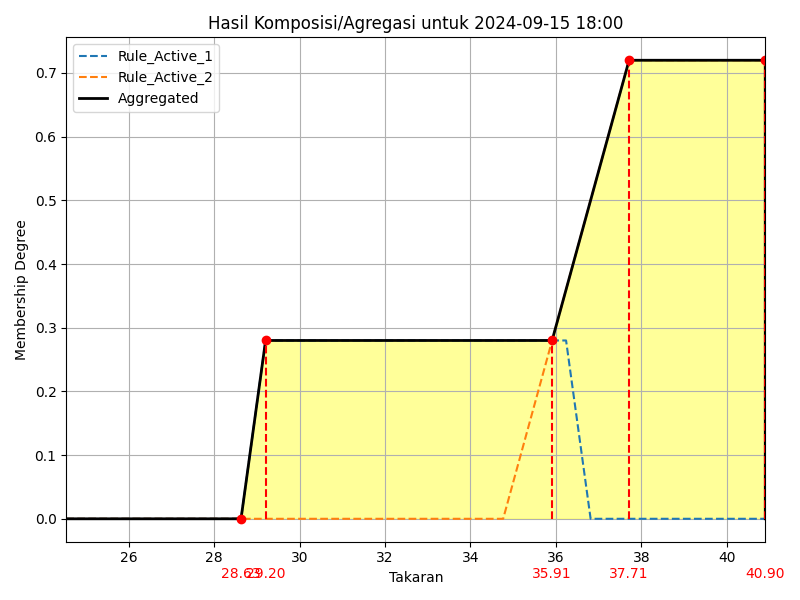 Hasil Komposisi/Agregasi untuk 2024-09-15 18:00
Rule_Active_1
Rule_Active_2
Aggregated
Membership Degree
0.7
0.6
0.5
0.4
0.3
0.2
0.1
0.0
26 28 30 32 34 36 38 40
28.63 29.20 35.91 37.71 40.90
Takaran